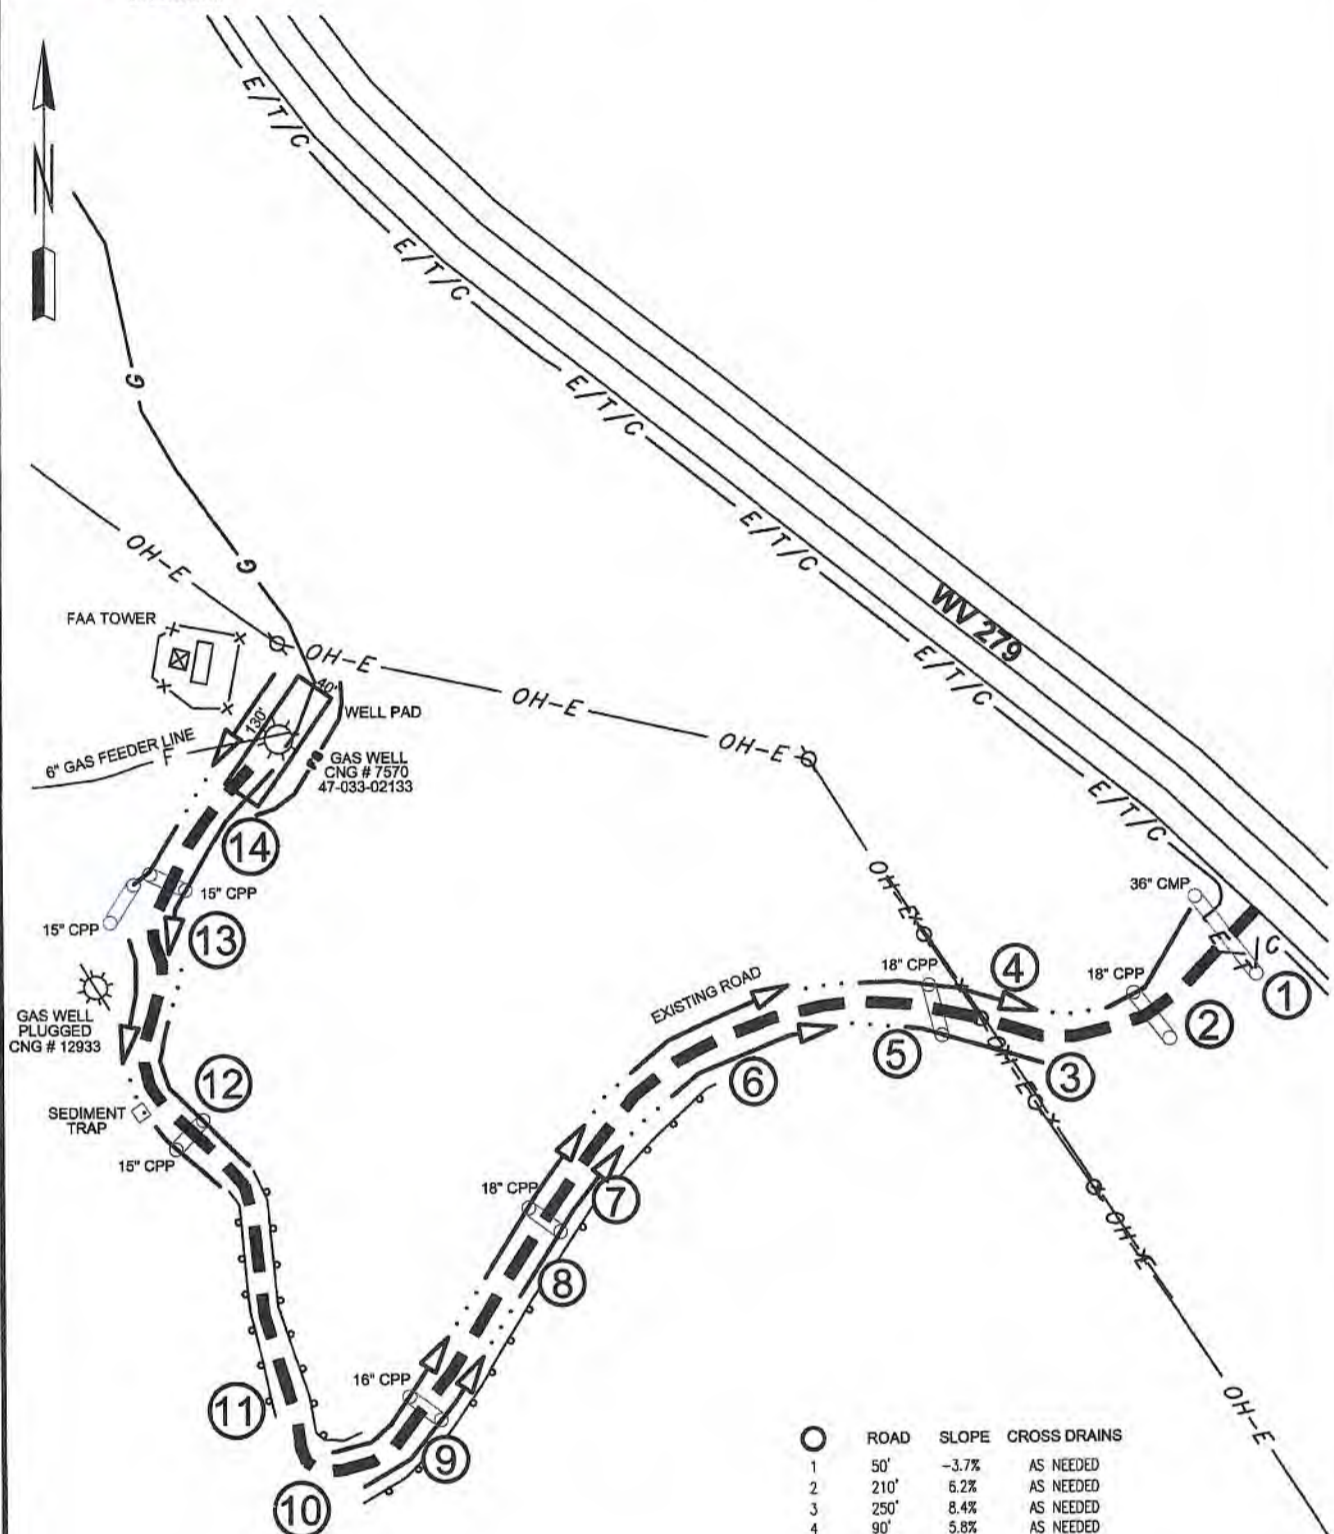 N
E/T/C
E/T/C
E/T/C
E/T/C
E/T/C
E/T/C
WV 279
G
G
OH-E
OH-E
OH-E
OH-E
FAA TOWER
40'
130'
WELL PAD
6" GAS FEEDER LINE
F
GAS WELL
CNG # 7570
47-033-02133
14
15" CPP
15" CPP
13
GAS WELL
PLUGGED
CNG # 12933
12
SEDIMENT
TRAP
15" CPP
36" CMP
E/T/C
1
OH-E
18" CPP
4
18" CPP
2
EXISTING ROAD
5
OH-E
3
6
18" CPP
7
8
OH-E
16" CPP
11
9
10
OH-E
ROAD SLOPE CROSS DRAINS
1 50' -3.7% AS NEEDED
2 210' 6.2% AS NEEDED
3 250' 8.4% AS NEEDED
4 90' 5.8% AS NEEDED